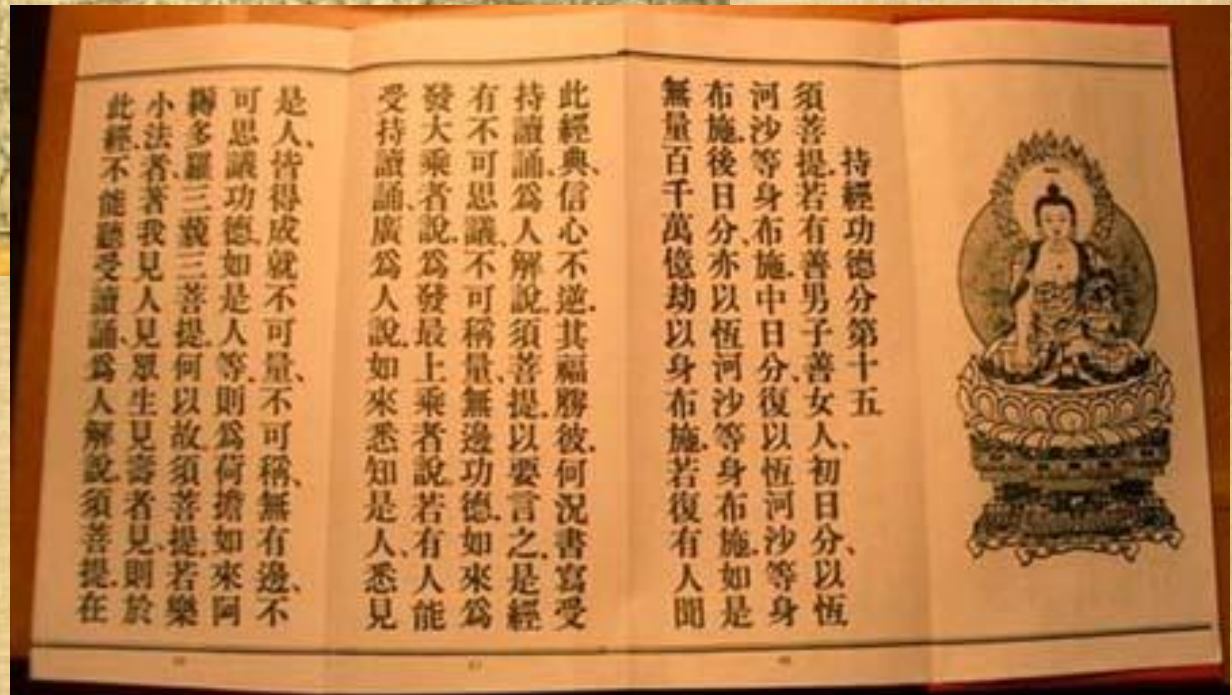 持經功德分第十五
須菩提.若有善男子善女人、初日分、以恆
河沙等身布施.中日分、復以恆河沙等身
布施.後日分、亦以恆河沙等身布施.如是
無量百千萬億劫以身布施.若復有人聞
此經典、信心不逆.其福勝彼.何況書寫受
持讀誦、爲人解說.須菩提.以要言之.是經
有不可思議、不可稱量、無邊功德.如來爲
發大乘者說.爲發最上乘者說.若有人能
受持讀誦、廣爲人說.如來悉知是人、悉見
是人、皆得成就不可量、不可稱、無有邊、不
可思議功德.如是人等、則爲荷擔如來阿
耨多羅三藐三菩提.何以故.須菩提.若樂
小法者、著我見人見眾生見壽者見、則於
此經、不能聽受讀誦、爲人解說.須菩提.在